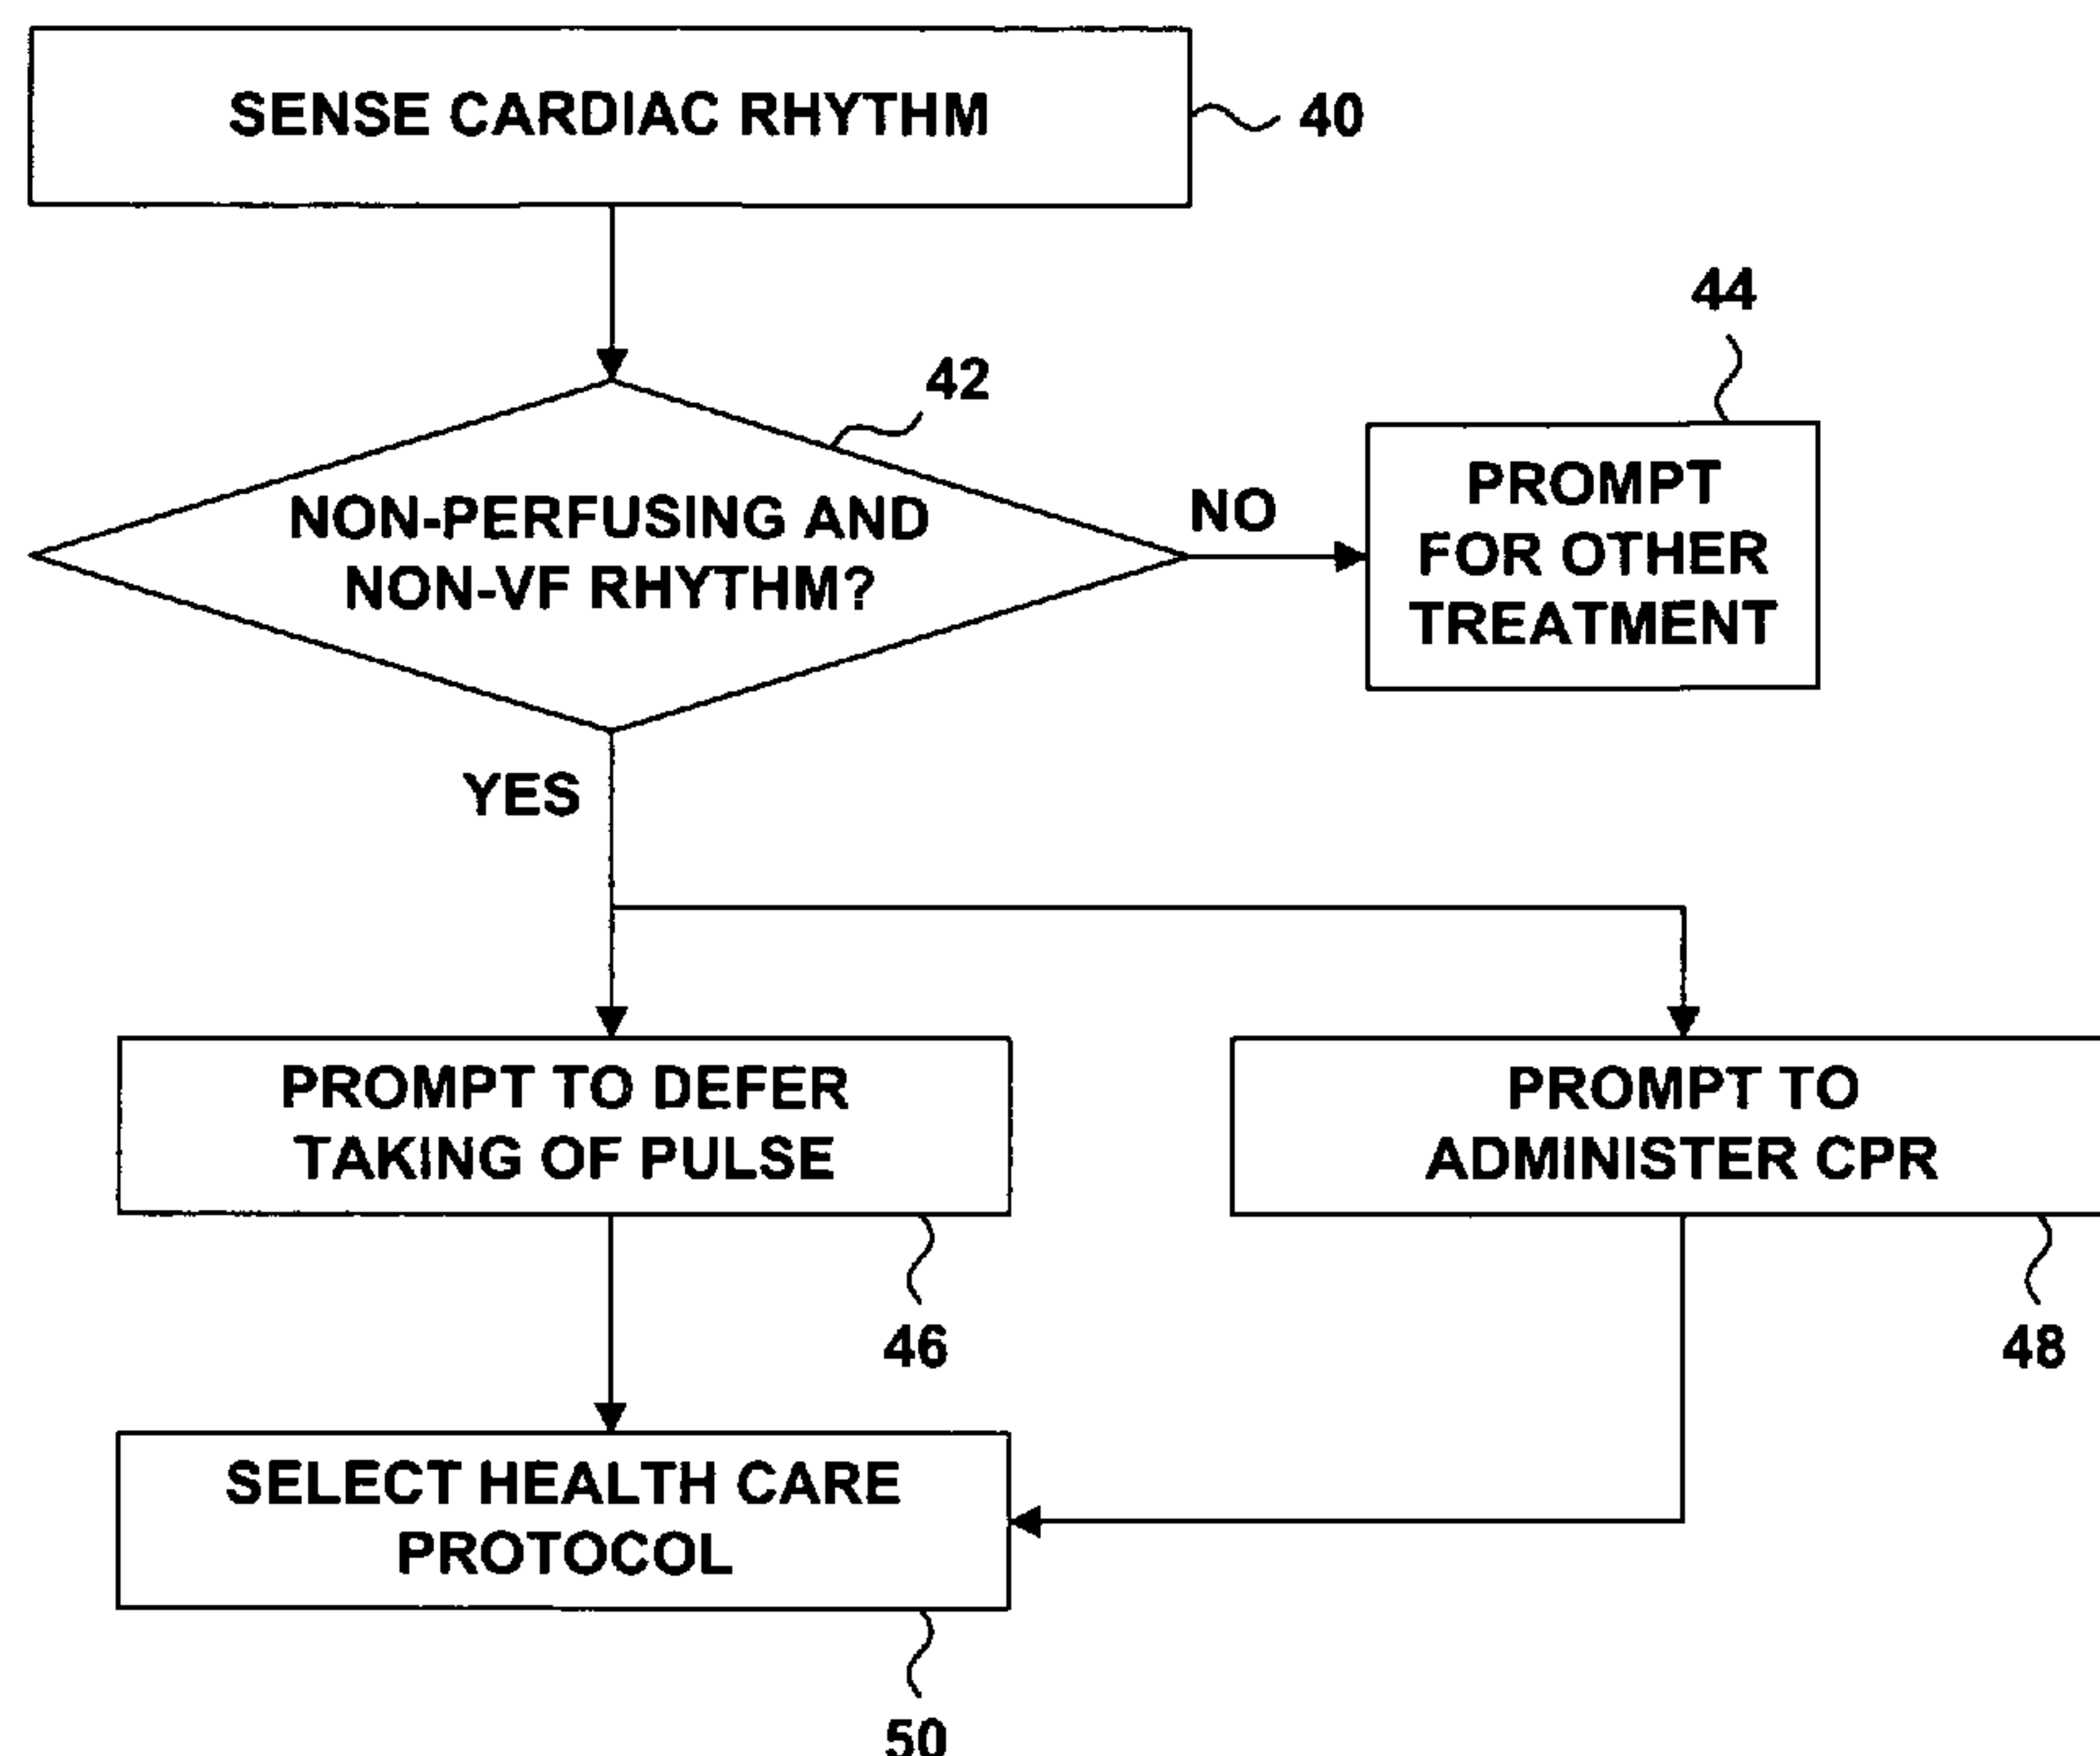 SENSE CARDIAC RHYTHM
40
44
42
NON-PERFUSING AND
NON-VF RHYTHM?
NO
PROMPT
FOR OTHER
TREATMENT
YES
PROMPT TO DEFER
TAKING OF PULSE
PROMPT TO
ADMINISTER CPR
46
48
SELECT HEALTH CARE
PROTOCOL
50